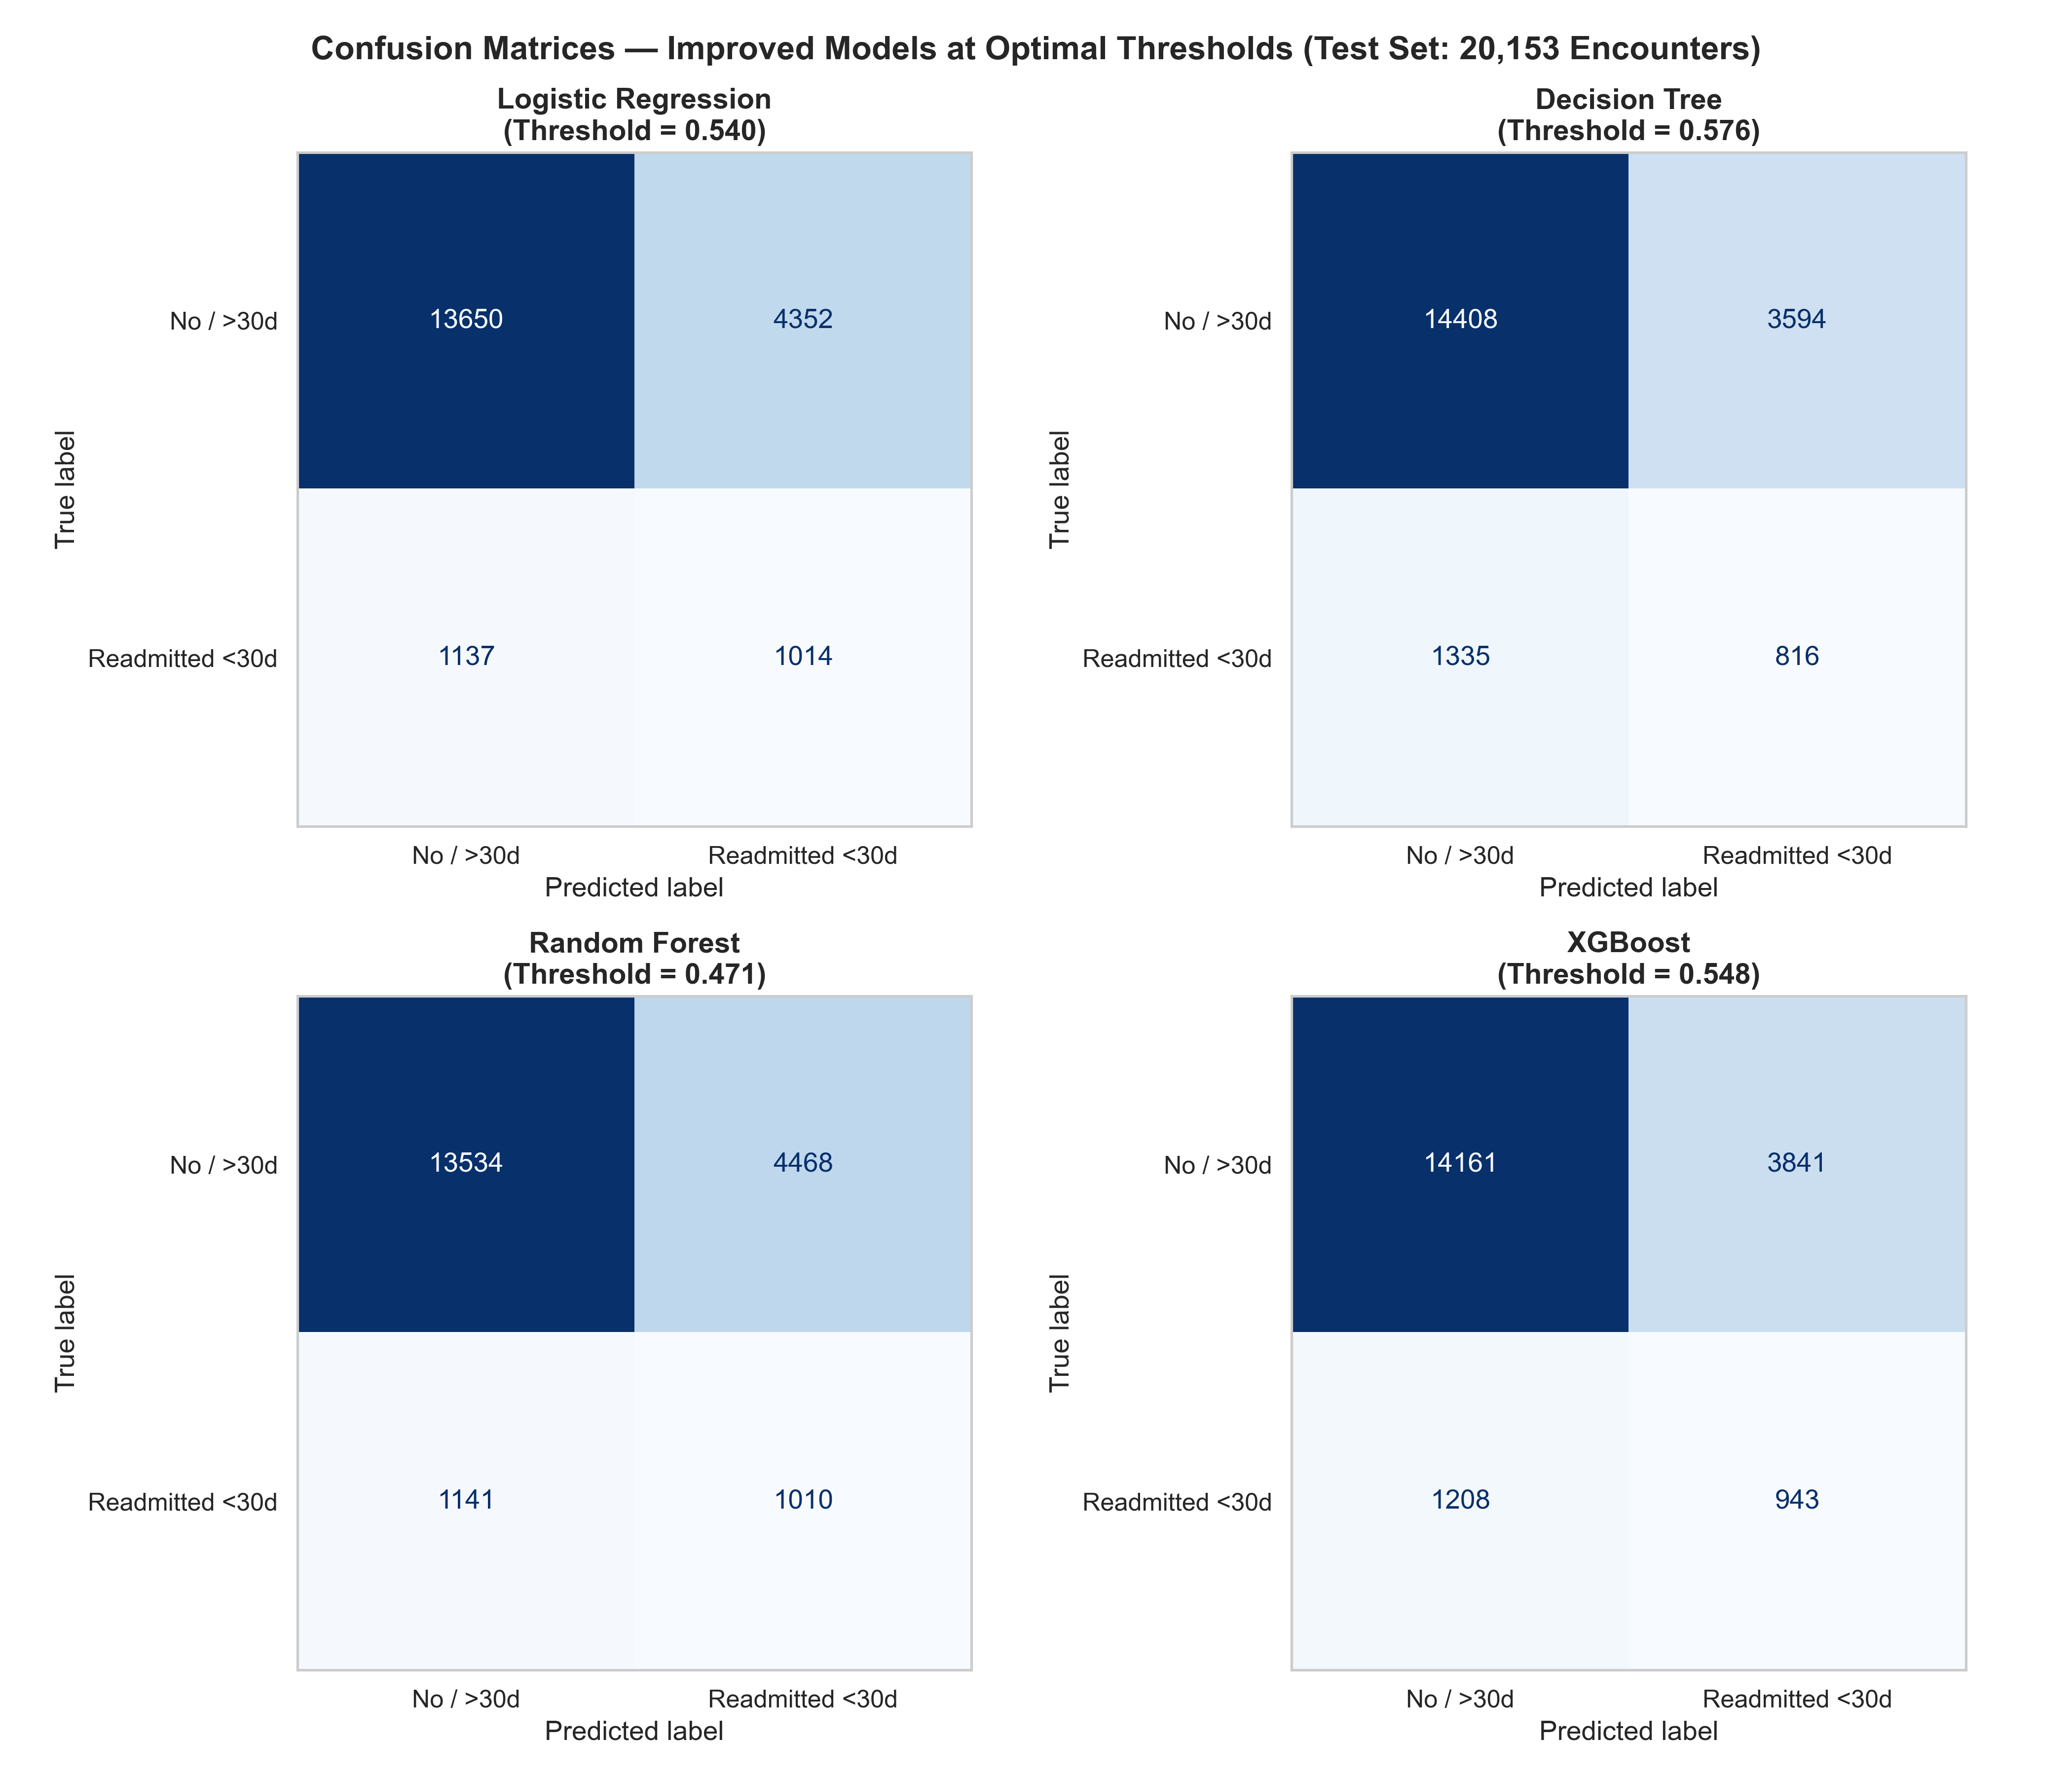 Confusion Matrices — Improved Models at Optimal Thresholds (Test Set: 20,153 Encounters)
Logistic Regression
(Threshold = 0.540)
True label
No / >30d
13650
4352
Readmitted <30d
1137
1014
No / >30d
Readmitted <30d
Predicted label
Decision Tree
(Threshold = 0.576)
True label
No / >30d
14408
3594
Readmitted <30d
1335
816
No / >30d
Readmitted <30d
Predicted label
Random Forest
(Threshold = 0.471)
True label
No / >30d
13534
4468
Readmitted <30d
1141
1010
No / >30d
Readmitted <30d
Predicted label
XGBoost
(Threshold = 0.548)
True label
No / >30d
14161
3841
Readmitted <30d
1208
943
No / >30d
Readmitted <30d
Predicted label